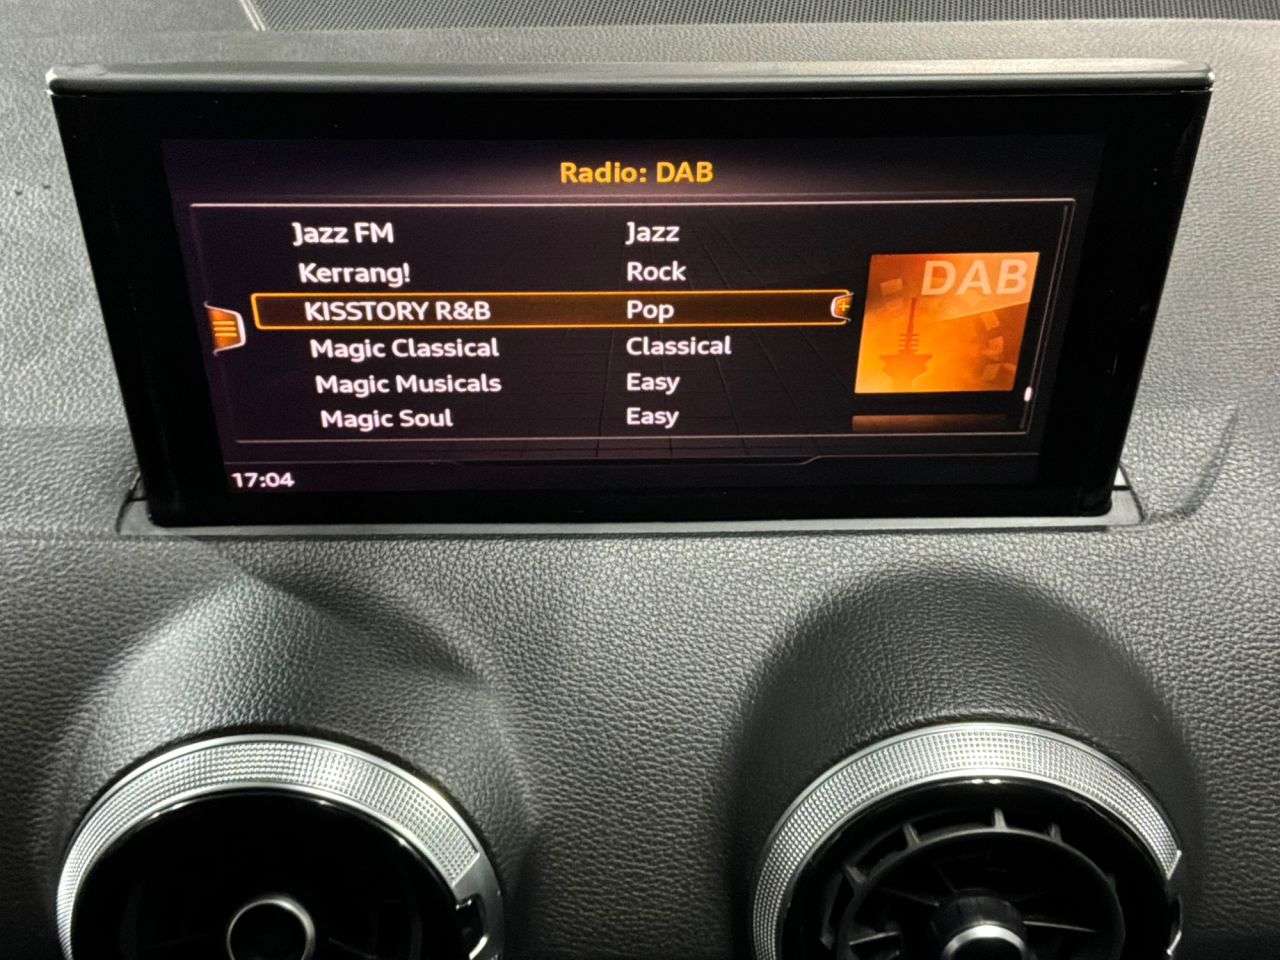 Radio: DAB
Jazz FM Jazz
Kerrang! Rock
KISSTORY R&B Pop
Magic Classical Classical
Magic Musicals Easy
Magic Soul Easy
DAB
17:04